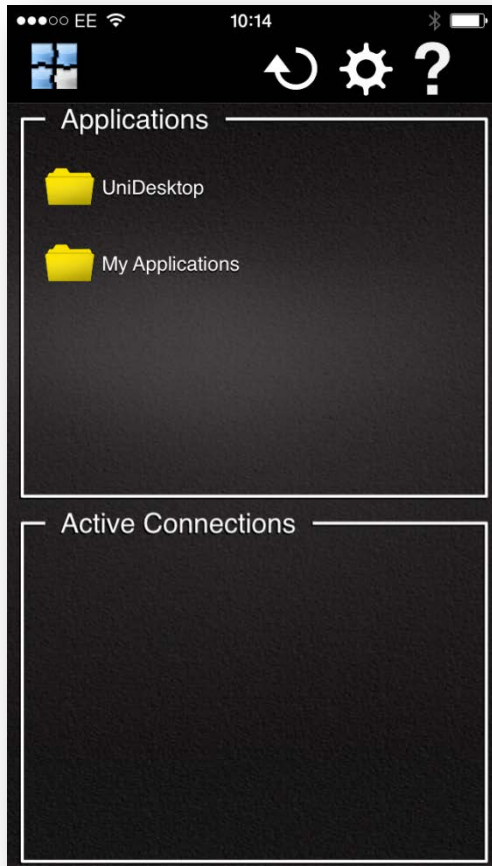 EE 10:14
?
Applications
UniDesktop
My Applications
Active Connections